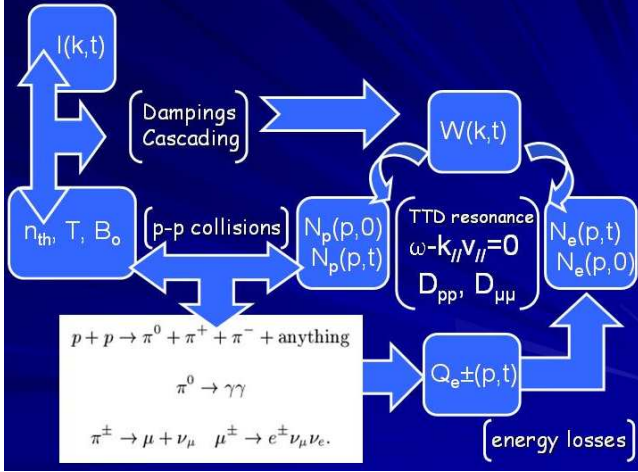 I(k,t)
Dampings
Cascading
W(k,t)
n_th, T, B_o
p-p collisions
N_p(p,0)
N_p(p,t)
TTD resonance
ω-k_//v_//=0
D_pp, D_μμ
N_e(p,t)
N_e(p,0)
p + p → π^0 + π^+ + π^- + anything
π^0 → γγ
π^± → μ + ν_μ   μ^± → e^± ν_μ ν_e.
Q_e±(p,t)
energy losses